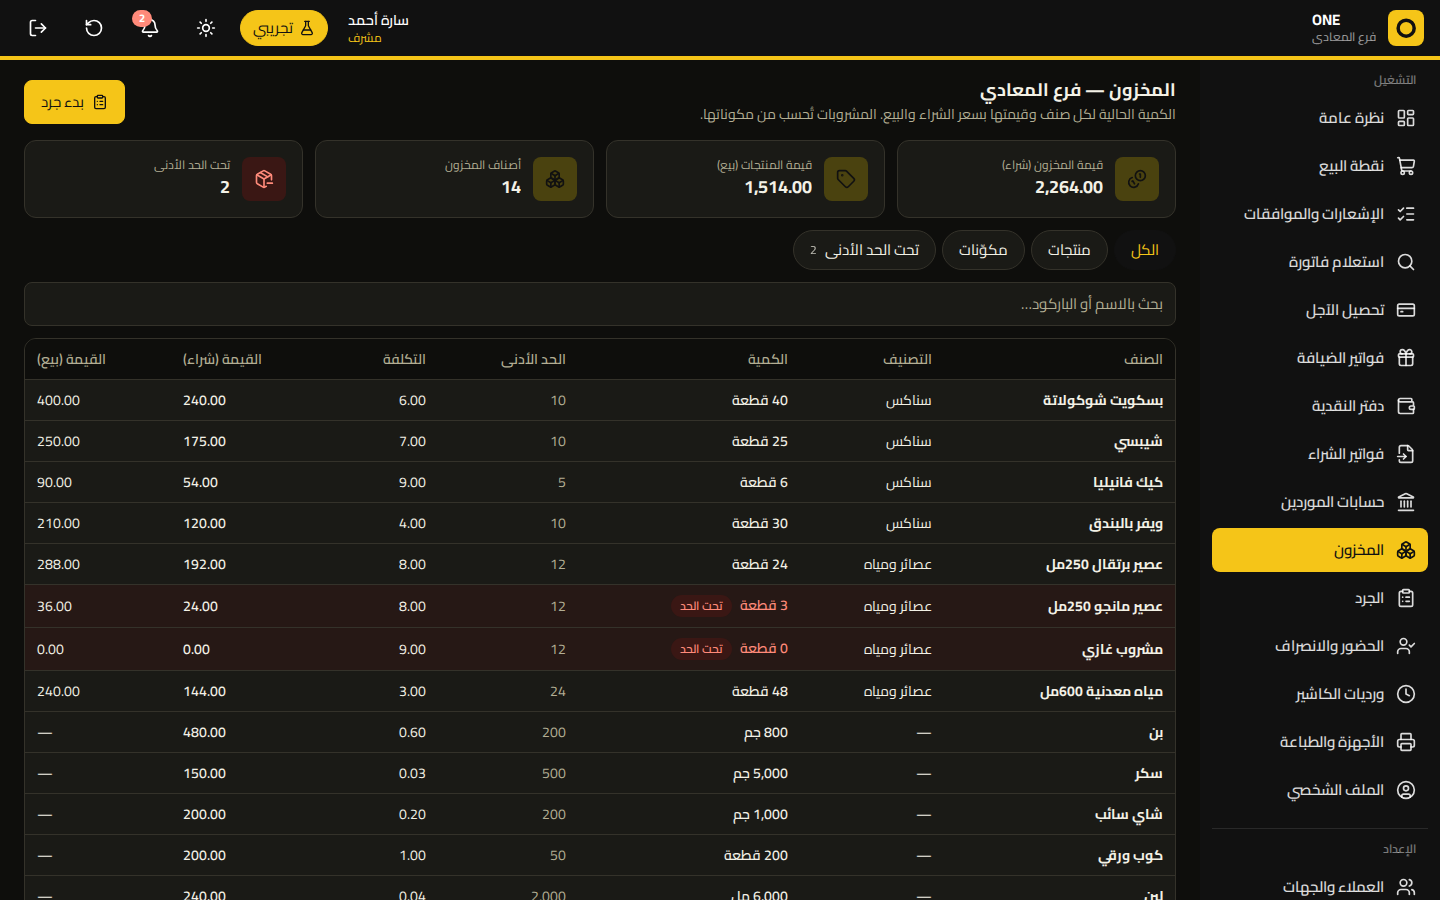 ONE
فرع المعادي
سارة أحمد
مشرف
تجريبي
2
التشغيل
نظرة عامة
نقطة البيع
الإشعارات والموافقات
استعلام فاتورة
تحصيل الآجل
فواتير الضيافة
دفتر النقدية
فواتير الشراء
حسابات الموردين
المخزون
الجرد
الحضور والانصراف
ورديات الكاشير
الأجهزة والطباعة
الملف الشخصي
الإعداد
العملاء والجهات
المخزون — فرع المعادي
الكمية الحالية لكل صنف وقيمتها بسعر الشراء والبيع. المشروبات تُحسب من مكوناتها.
بدء جرد
قيمة المخزون (شراء)
2,264.00
قيمة المنتجات (بيع)
1,514.00
أصناف المخزون
14
تحت الحد الأدنى
2
الكل منتجات مكوّنات تحت الحد الأدنى 2
بحث بالاسم أو الباركود...
الصنف التصنيف الكمية الحد الأدنى التكلفة القيمة (شراء) القيمة (بيع)
بسكويت شوكولاتة سناكس 40 قطعة 10 6.00 240.00 400.00
شيبسي سناكس 25 قطعة 10 7.00 175.00 250.00
كيك فانيليا سناكس 6 قطعة 5 9.00 54.00 90.00
ويفر بالبندق سناكس 30 قطعة 10 4.00 120.00 210.00
عصير برتقال 250مل عصائر ومياه 24 قطعة 12 8.00 192.00 288.00
عصير مانجو 250مل عصائر ومياه 3 قطعة تحت الحد 12 8.00 24.00 36.00
مشروب غازي عصائر ومياه 0 قطعة تحت الحد 12 9.00 0.00 0.00
مياه معدنية 600مل عصائر ومياه 48 قطعة 24 3.00 144.00 240.00
بن — 800 جم 200 0.60 480.00 —
سكر — 5,000 جم 500 0.03 150.00 —
شاي سائب — 1,000 جم 200 0.20 200.00 —
كوب ورقي — 200 قطعة 50 1.00 200.00 —
لبن — 6,000 مل 2,000 0.04 240.00 —